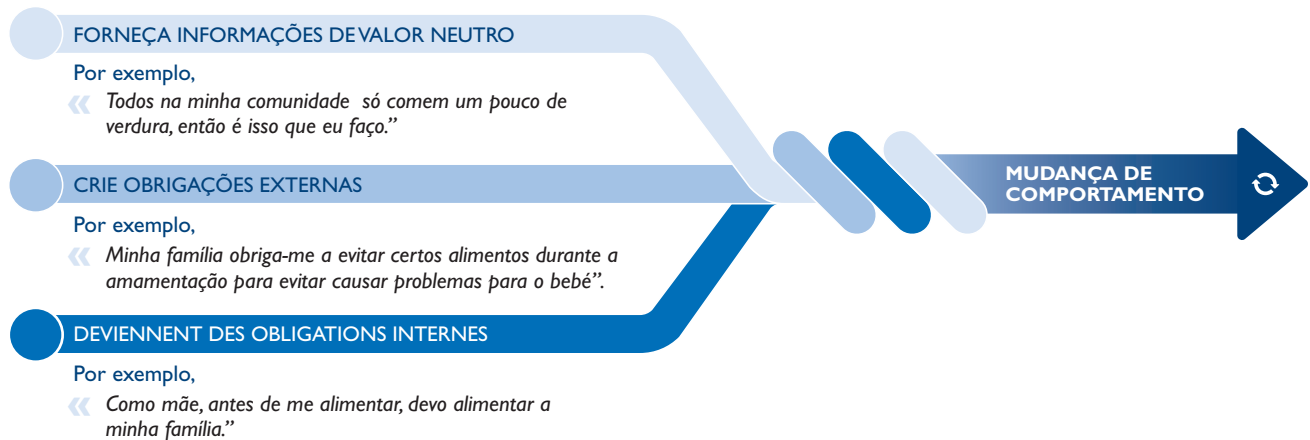 FORNEÇA INFORMAÇÕES DE VALOR NEUTRO
Por exemplo,
« Todos na minha comunidade só comem um pouco de
verdura, então é isso que eu faço.”
CRIE OBRIGAÇÕES EXTERNAS
Por exemplo,
« Minha família obriga-me a evitar certos alimentos durante a
amamentação para evitar causar problemas para o bebé”.
DEVIENNENT DES OBLIGATIONS INTERNES
Por exemplo,
« Como mãe, antes de me alimentar, devo alimentar a
minha família.”
MUDANÇA DE
COMPORTAMENTO